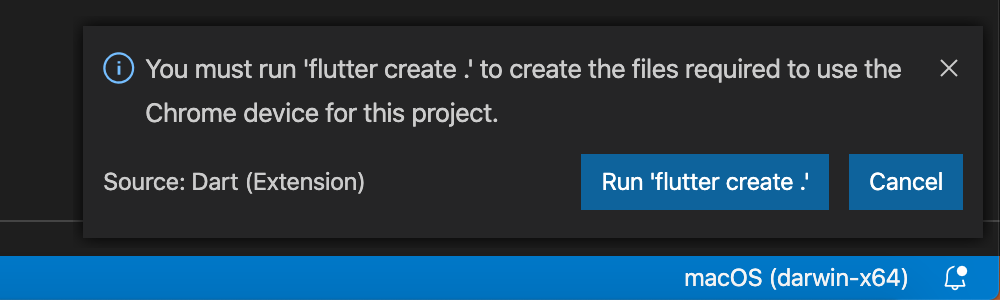 You must run 'flutter create .' to create the files required to use the
Chrome device for this project.
Source: Dart (Extension)
Run 'flutter create .'
Cancel
macOS (darwin-x64)